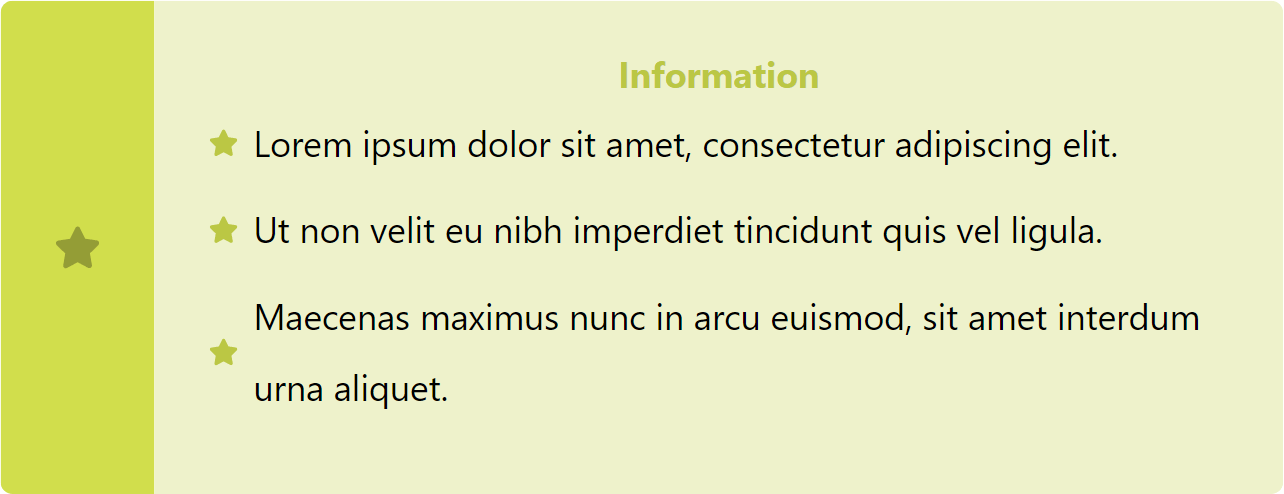 Information
Lorem ipsum dolor sit amet, consectetur adipiscing elit.
Ut non velit eu nibh imperdiet tincidunt quis vel ligula.
Maecenas maximus nunc in arcu euismod, sit amet interdum
urna aliquet.